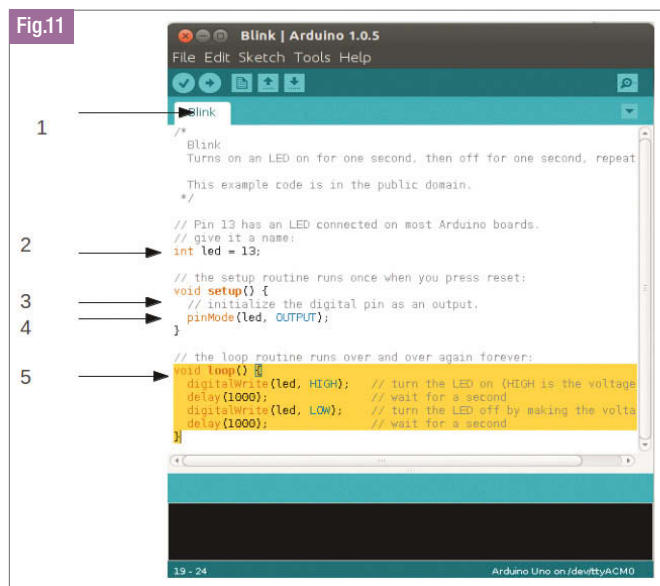 Fig.11
Blink | Arduino 1.0.5
File Edit Sketch Tools Help
1
Blink
/*
Blink
Turns on an LED on for one second, then off for one second, repeat
This example code is in the public domain.
*/
// Pin 13 has an LED connected on most Arduino boards.
// give it a name:
2
int led = 13;
// the setup routine runs once when you press reset:
void setup() {
3
// initialize the digital pin as an output.
4
pinMode(led, OUTPUT);
}
// the loop routine runs over and over again forever:
5
void loop() {
digitalWrite(led, HIGH); // turn the LED on (HIGH is the voltage
delay(1000); // wait for a second
digitalWrite(led, LOW); // turn the LED off by making the volta
delay(1000); // wait for a second
}
19 - 24
Arduino Uno on /dev/ttyACM0